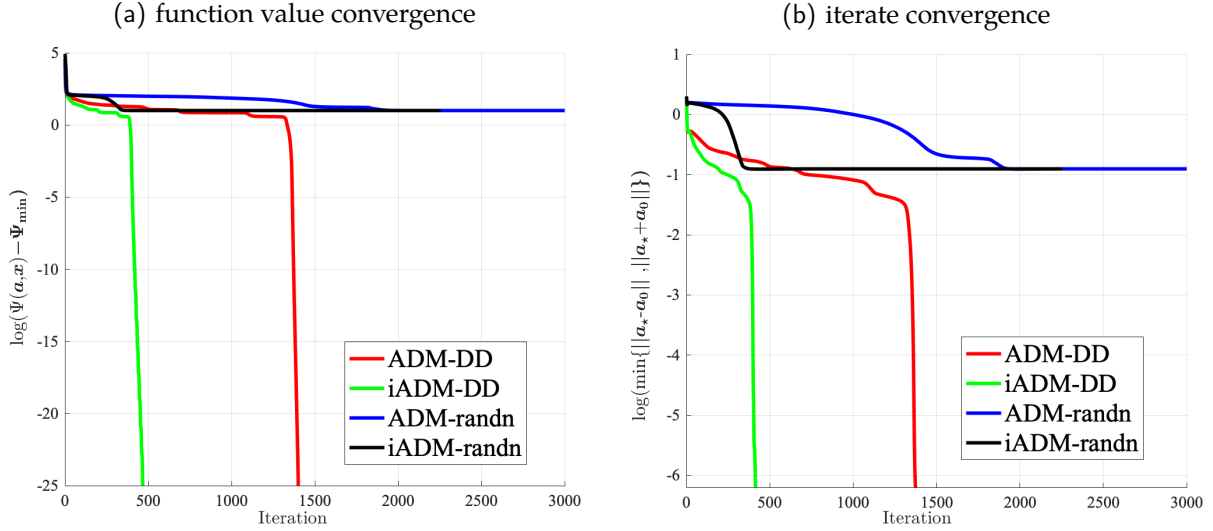 (a) function value convergence
5
0
-5
-10
-15
-20
-25
log(Ψ(a,x)−Ψmin)
0 500 1000 1500 2000 2500 3000
Iteration
ADM-DD
iADM-DD
ADM-randn
iADM-randn
(b) iterate convergence
1
0
-1
-2
-3
-4
-5
-6
log(min{||a⋆-a0|| ,||a⋆+a0||})
0 500 1000 1500 2000 2500 3000
Iteration
ADM-DD
iADM-DD
ADM-randn
iADM-randn